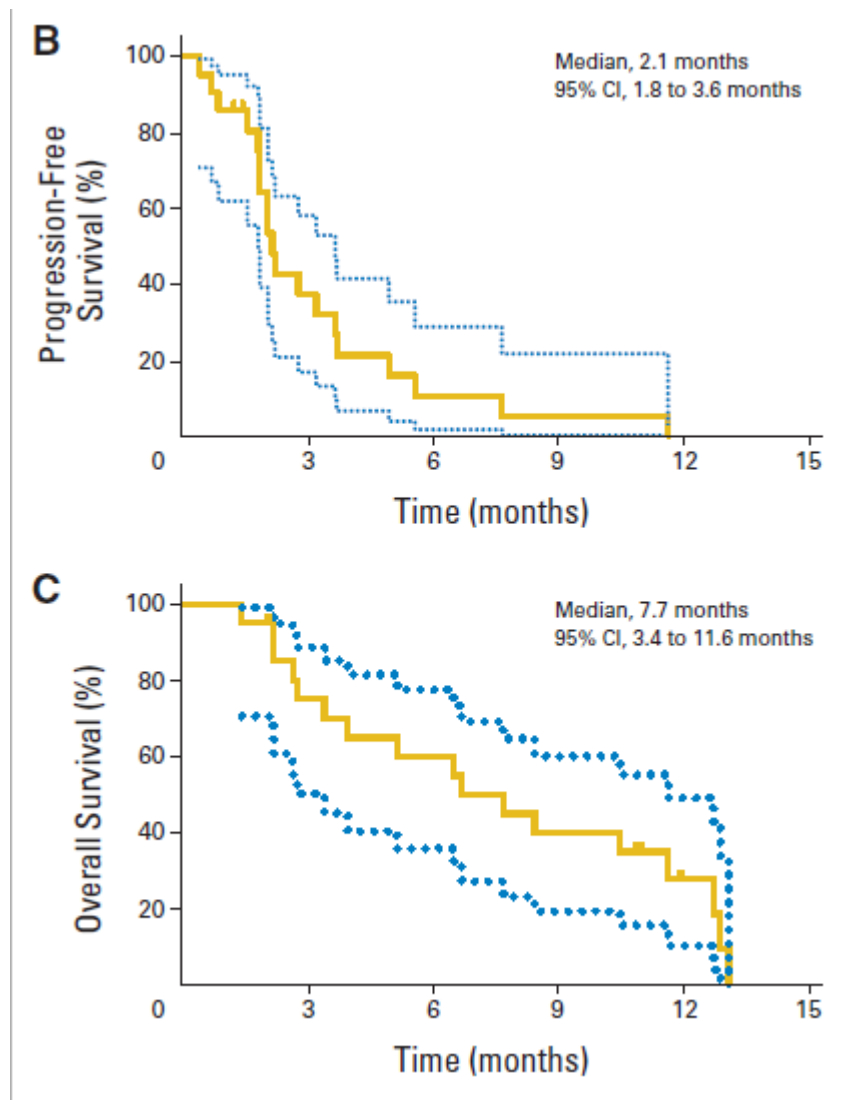 B
Median, 2.1 months
95% CI, 1.8 to 3.6 months
Progression-Free
Survival (%)
100
80
60
40
20
0
3
6
9
12
15
Time (months)
C
Median, 7.7 months
95% CI, 3.4 to 11.6 months
Overall Survival (%)
100
80
60
40
20
0
3
6
9
12
15
Time (months)